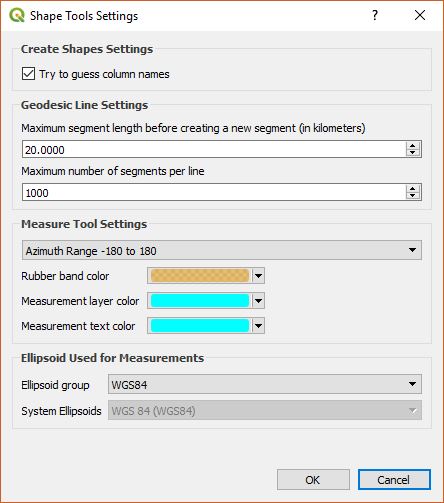 Shape Tools Settings
Create Shapes Settings
Try to guess column names
Geodesic Line Settings
Maximum segment length before creating a new segment (in kilometers)
20.0000
Maximum number of segments per line
1000
Measure Tool Settings
Azimuth Range -180 to 180
Rubber band color
Measurement layer color
Measurement text color
Ellipsoid Used for Measurements
Ellipsoid group WGS84
System Ellipsoids WGS 84 (WGS84)
OK Cancel